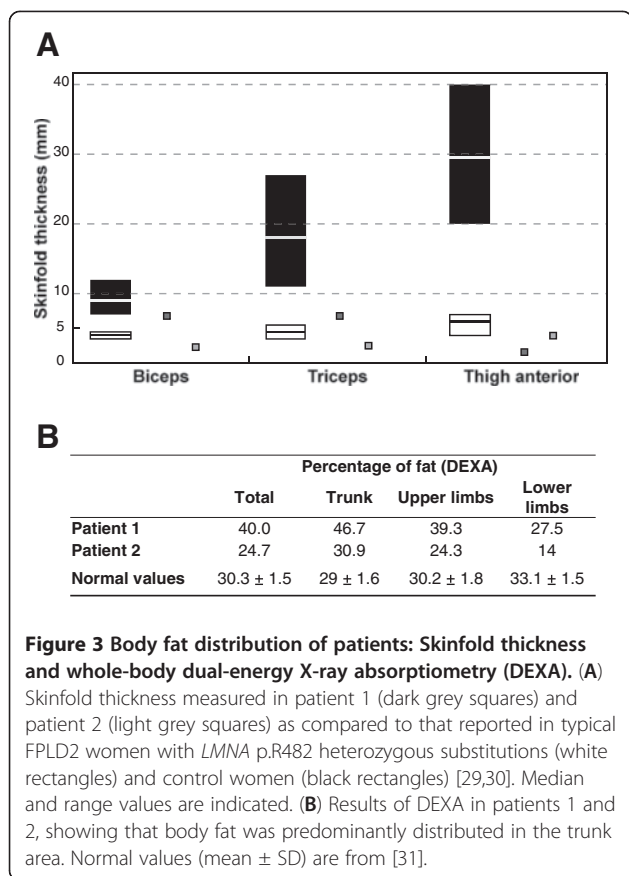 A
Skinfold thickness (mm)
40
30
20
10
5
0
Biceps Triceps Thigh anterior
B
Percentage of fat (DEXA)
Total Trunk Upper limbs Lower limbs
Patient 1 40.0 46.7 39.3 27.5
Patient 2 24.7 30.9 24.3 14
Normal values 30.3 ± 1.5 29 ± 1.6 30.2 ± 1.8 33.1 ± 1.5
Figure 3 Body fat distribution of patients: Skinfold thickness
and whole-body dual-energy X-ray absorptiometry (DEXA). (A)
Skinfold thickness measured in patient 1 (dark grey squares) and
patient 2 (light grey squares) as compared to that reported in typical
FPLD2 women with LMNA p.R482 heterozygous substitutions (white
rectangles) and control women (black rectangles) [29,30]. Median
and range values are indicated. (B) Results of DEXA in patients 1 and
2, showing that body fat was predominantly distributed in the trunk
area. Normal values (mean ± SD) are from [31].